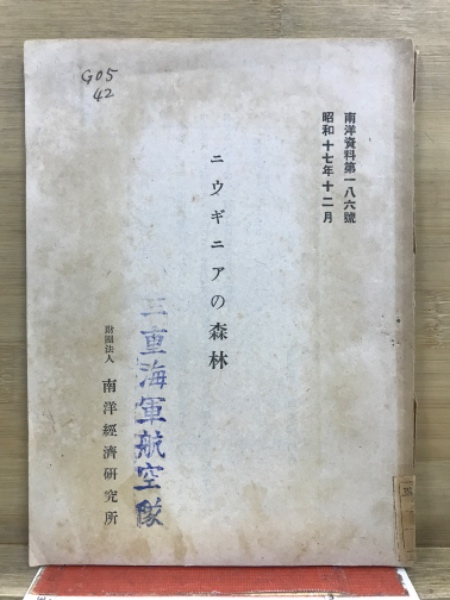 G05
42
南洋資料第一八六號
昭和十七年十二月
ニウギニアの森林
三重海軍航空隊
財團法人 南洋經濟研究所